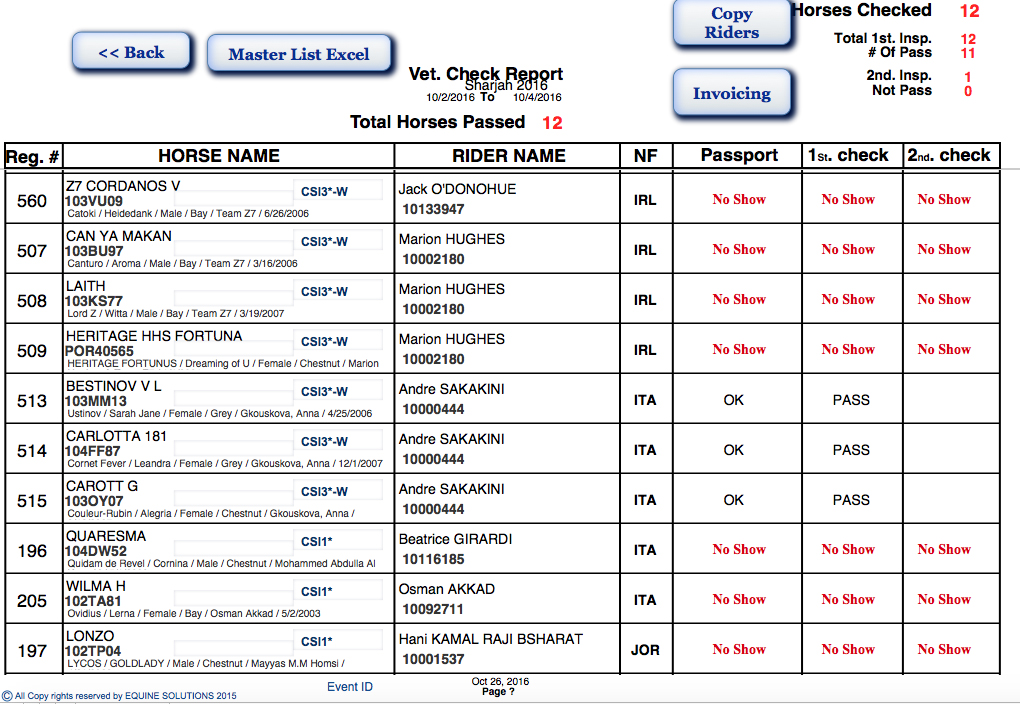 Copy
Riders
Horses Checked 12
<< Back
Master List Excel
Total 1st. Insp. 12
# Of Pass 11
Vet. Check Report
Sharjah 2016
10/2/2016 To 10/4/2016
2nd. Insp. 1
Not Pass 0
Invoicing
Total Horses Passed 12
Reg. # HORSE NAME RIDER NAME NF Passport 1St. check 2nd. check
560 Z7 CORDANOS V CSI3*-W Jack O'DONOHUE IRL No Show No Show No Show
103VU09 10133947
Catoki / Heidedank / Male / Bay / Team Z7 / 6/26/2006
507 CAN YA MAKAN CSI3*-W Marion HUGHES IRL No Show No Show No Show
103BU97 10002180
Canturo / Aroma / Male / Bay / Team Z7 / 3/16/2006
508 LAITH CSI3*-W Marion HUGHES IRL No Show No Show No Show
103KS77 10002180
Lord Z / Witta / Male / Bay / Team Z7 / 3/19/2007
509 HERITAGE HHS FORTUNA CSI3*-W Marion HUGHES IRL No Show No Show No Show
POR40565 10002180
HERITAGE FORTUNUS / Dreaming of U / Female / Chestnut / Marion
513 BESTINOV V L CSI3*-W Andre SAKAKINI ITA OK PASS
103MM13 10000444
Ustinov / Sarah Jane / Female / Grey / Gkouskova, Anna / 4/25/2006
514 CARLOTTA 181 CSI3*-W Andre SAKAKINI ITA OK PASS
104FF87 10000444
Cornet Fever / Leandra / Female / Grey / Gkouskova, Anna / 12/1/2007
515 CAROTT G CSI3*-W Andre SAKAKINI ITA OK PASS
103OY07 10000444
Couleur-Rubin / Alegria / Female / Chestnut / Gkouskova, Anna /
196 QUARESMA CSI1* Beatrice GIRARDI ITA No Show No Show No Show
104DW52 10116185
Quidam de Revel / Cornina / Male / Chestnut / Mohammed Abdulla Al
205 WILMA H CSI1* Osman AKKAD ITA No Show No Show No Show
102TA81 10092711
Ovidius / Lerna / Female / Bay / Osman Akkad / 5/2/2003
197 LONZO CSI1* Hani KAMAL RAJI BSHARAT JOR No Show No Show No Show
102TP04 10001537
LYCOS / GOLDLADY / Male / Chestnut / Mayyas M.M Homsi /
Event ID Oct 26, 2016
Page ?
© All Copy rights reserved by EQUINE SOLUTIONS 2015